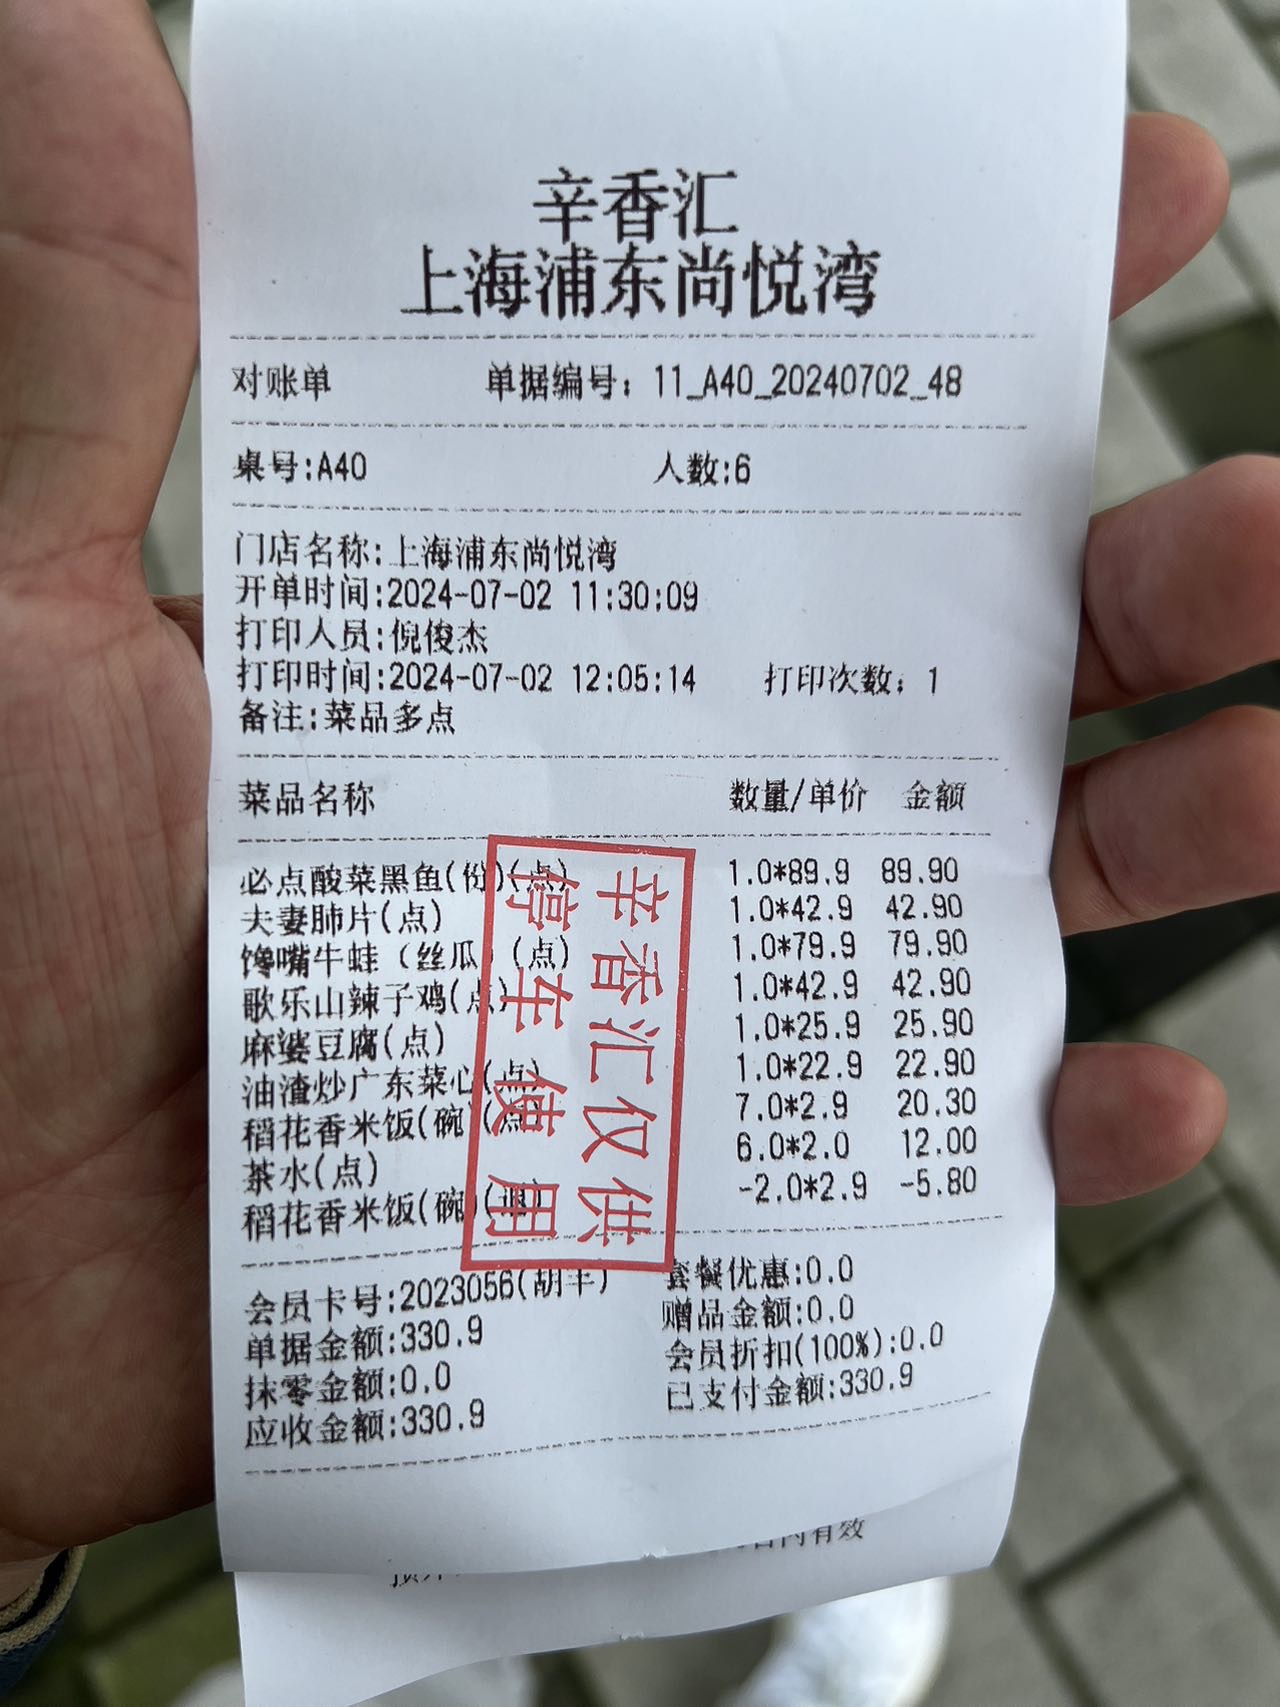 辛香汇
上海浦东尚悦湾
对账单 单据编号：11_A40_20240702_48
桌号:A40 人数:6
门店名称:上海浦东尚悦湾
开单时间:2024-07-02 11:30:09
打印人员:倪俊杰
打印时间:2024-07-02 12:05:14 打印次数：1
备注:菜品多点
菜品名称 数量/单价 金额
必点酸菜黑鱼(份)(点) 1.0*89.9 89.90
夫妻肺片(点) 1.0*42.9 42.90
馋嘴牛蛙（丝瓜）(点) 1.0*79.9 79.90
歌乐山辣子鸡(点) 1.0*42.9 42.90
麻婆豆腐(点) 1.0*25.9 25.90
油渣炒广东菜心(点) 1.0*22.9 22.90
稻花香米饭(碗)(点) 7.0*2.9 20.30
茶水(点) 6.0*2.0 12.00
稻花香米饭(碗)(退) -2.0*2.9 -5.80
辛香汇仅供
停车使用
会员卡号:2023056(胡丰) 套餐优惠:0.0
单据金额:330.9 赠品金额:0.0
抹零金额:0.0 会员折扣(100%):0.0
应收金额:330.9 已支付金额:330.9
内有效